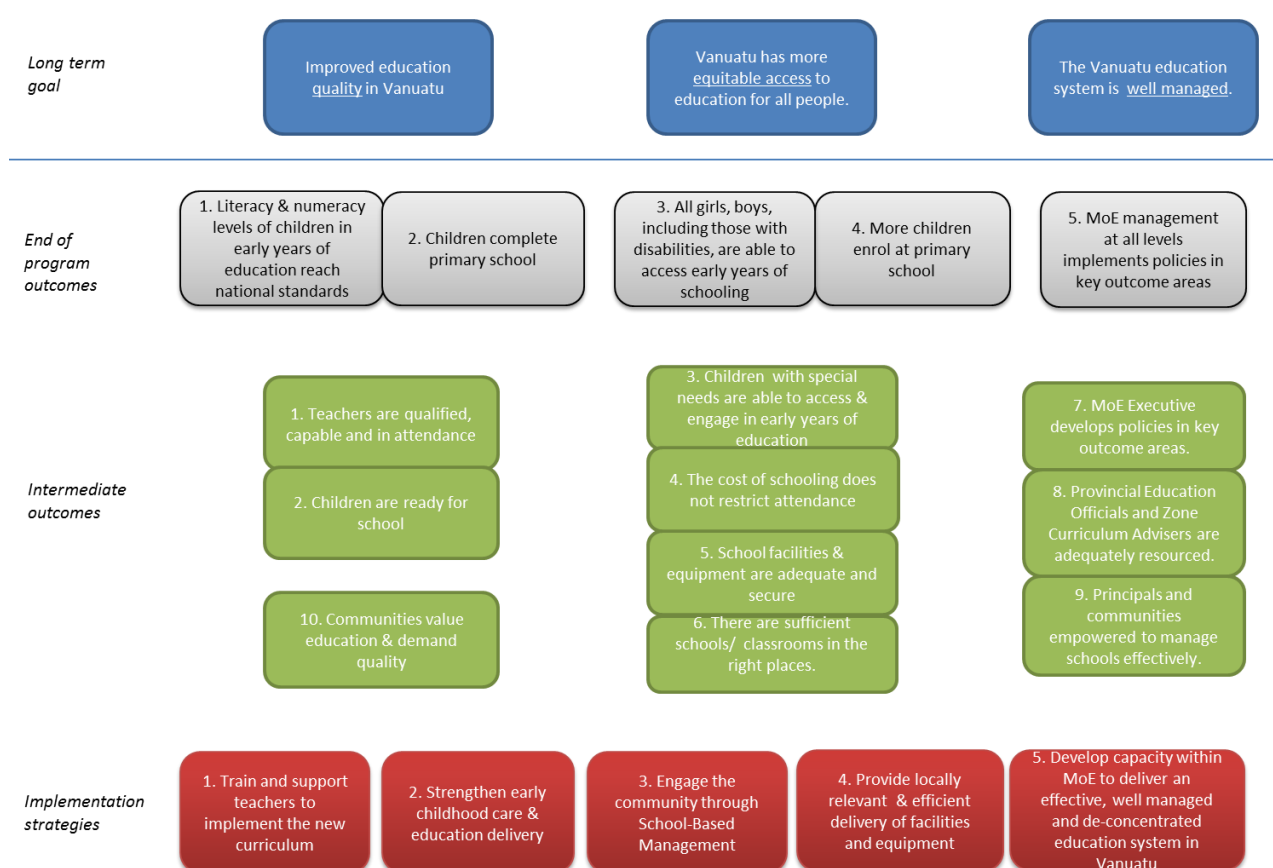 Long term
goal
Improved education
quality in Vanuatu
Vanuatu has more
equitable access to
education for all people.
The Vanuatu education
system is well managed.
End of
program
outcomes
1. Literacy & numeracy
levels of children in
early years of
education reach
national standards
2. Children complete
primary school
3. All girls, boys,
including those with
disabilities, are able to
access early years of
schooling
4. More children
enrol at primary
school
5. MoE management
at all levels
implements policies in
key outcome areas
Intermediate
outcomes
1. Teachers are qualified,
capable and in attendance
2. Children are ready for
school
10. Communities value
education & demand
quality
3. Children with special
needs are able to access &
engage in early years of
education
4. The cost of schooling does
not restrict attendance
5. School facilities &
equipment are adequate and
secure
6. There are sufficient
schools/ classrooms in the
right places.
7. MoE Executive
develops policies in key
outcome areas.
8. Provincial Education
Officials and Zone
Curriculum Advisers are
adequately resourced.
9. Principals and
communities
empowered to manage
schools effectively.
Implementation
strategies
1. Train and support
teachers to
implement the new
curriculum
2. Strengthen early
childhood care &
education delivery
3. Engage the
community through
School-Based
Management
4. Provide locally
relevant & efficient
delivery of facilities
and equipment
5. Develop capacity within
MoE to deliver an
effective, well managed
and de-concentrated
education system in
Vanuatu